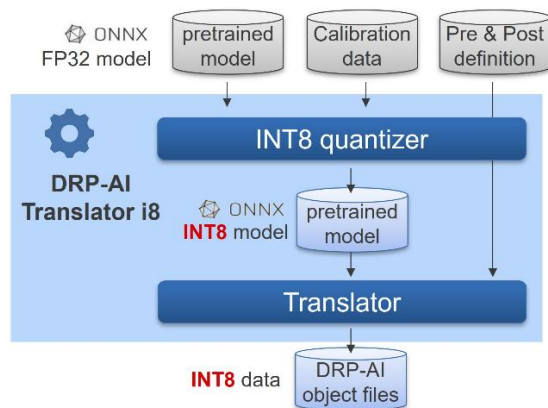 ONNX
FP32 model
pretrained
model
Calibration
data
Pre & Post
definition
INT8 quantizer
DRP-AI
Translator i8
ONNX
INT8 model
pretrained
model
Translator
INT8 data
DRP-AI
object files